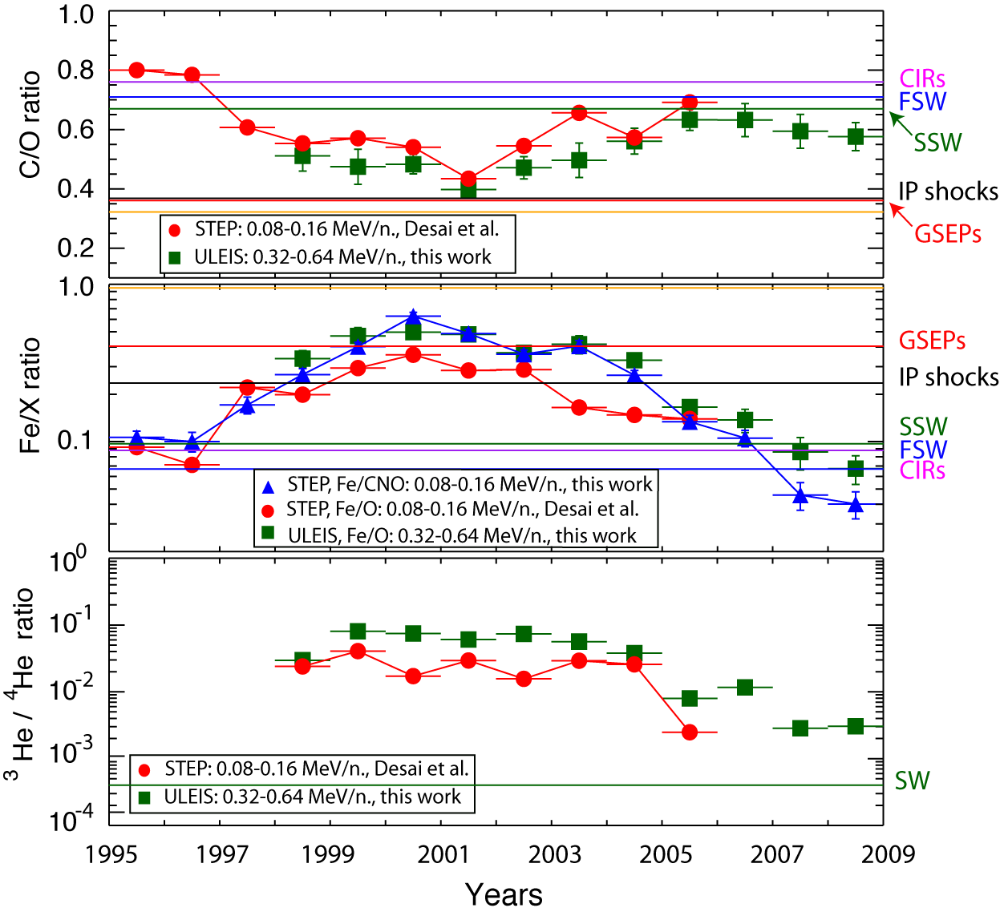 1.0
0.8
0.6
0.4
0.2
C/O ratio
CIRs
FSW
SSW
IP shocks
GSEPs
STEP: 0.08-0.16 MeV/n., Desai et al.
ULEIS: 0.32-0.64 MeV/n., this work
1.0
0.1
0
Fe/X ratio
GSEPs
IP shocks
SSW
FSW
CIRs
STEP, Fe/CNO: 0.08-0.16 MeV/n., this work
STEP, Fe/O: 0.08-0.16 MeV/n., Desai et al.
ULEIS, Fe/O: 0.32-0.64 MeV/n., this work
10⁰
10⁻¹
10⁻²
10⁻³
10⁻⁴
³He / ⁴He ratio
SW
STEP: 0.08-0.16 MeV/n., Desai et al.
ULEIS: 0.32-0.64 MeV/n., this work
1995 1997 1999 2001 2003 2005 2007 2009
Years